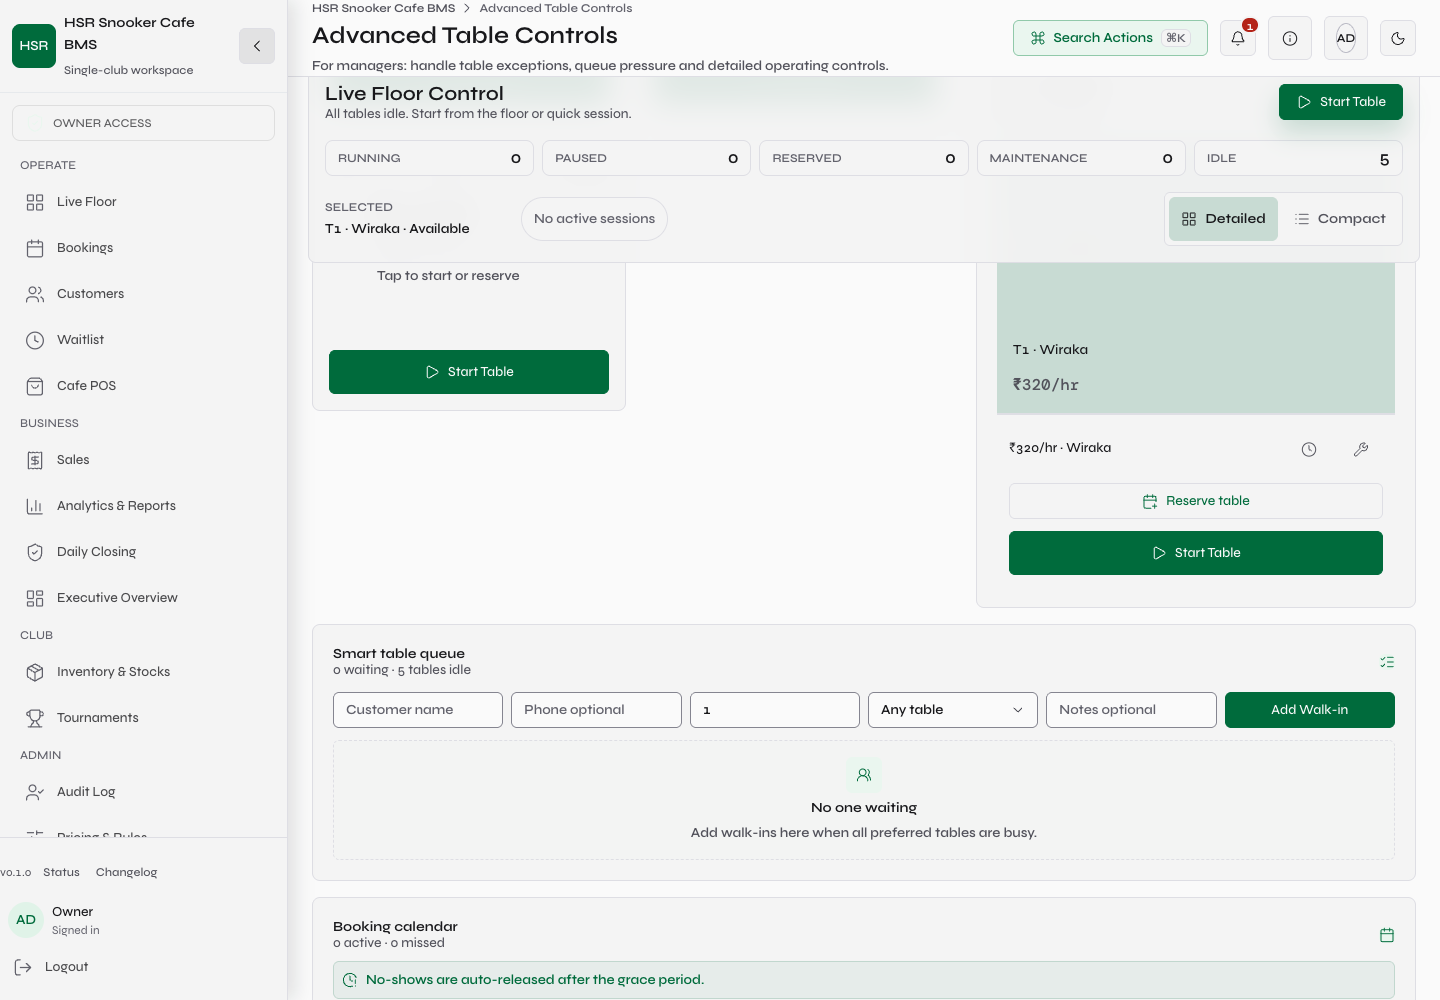 HSR Snooker Cafe BMS
HSR
Single-club workspace
OWNER ACCESS
OPERATE
Live Floor
Bookings
Customers
Waitlist
Cafe POS
BUSINESS
Sales
Analytics & Reports
Daily Closing
Executive Overview
CLUB
Inventory & Stocks
Tournaments
ADMIN
Audit Log
Pricing & Rules
v0.1.0 Status Changelog
AD
Owner
Signed in
Logout
HSR Snooker Cafe BMS > Advanced Table Controls
Advanced Table Controls
For managers: handle table exceptions, queue pressure and detailed operating controls.
Search Actions ⌘K
1
AD
Live Floor Control
All tables idle. Start from the floor or quick session.
Start Table
RUNNING 0
PAUSED 0
RESERVED 0
MAINTENANCE 0
IDLE 5
SELECTED
T1 · Wiraka · Available
No active sessions
Detailed
Compact
Tap to start or reserve
Start Table
T1 · Wiraka
₹320/hr
₹320/hr · Wiraka
Reserve table
Start Table
Smart table queue
0 waiting · 5 tables idle
Customer name
Phone optional
1
Any table
Notes optional
Add Walk-in
No one waiting
Add walk-ins here when all preferred tables are busy.
Booking calendar
0 active · 0 missed
No-shows are auto-released after the grace period.